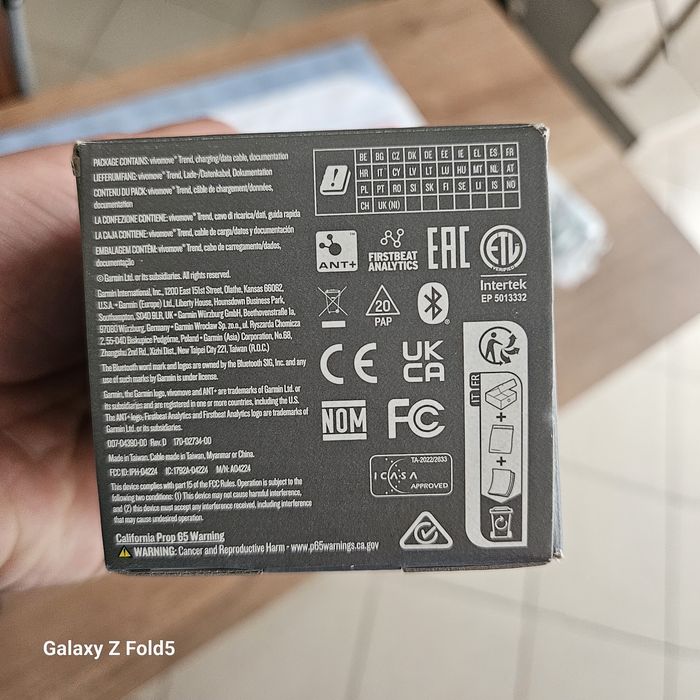 PACKAGE CONTAINS: vívomove® Trend, charging/data cable, documentation
LIEFERUMFANG: vívomove® Trend, Lade-/Datenkabel, Dokumentation
CONTENU DU PACK: vívomove® Trend, câble de chargement/données,
documentation
LA CONFEZIONE CONTIENE: vívomove® Trend, cavo di ricarica/dati, guida rapida
LA CAJA CONTIENE: vívomove® Trend, cable de carga/datos y documentación
EMBALAGEM CONTÉM: vívomove® Trend, cabo de carregamento/dados,
documentação
© Garmin Ltd. or its subsidiaries. All rights reserved.
Garmin International, Inc., 1200 East 151st Street, Olathe, Kansas 66062,
U.S.A. • Garmin (Europe) Ltd., Liberty House, Hounsdown Business Park,
Southampton, SO40 9LR, UK • Garmin Würzburg GmbH, Beethovenstraße 1a,
97080 Würzburg, Germany • Garmin Wrocław Sp. z o.o., ul. Ryszarda Chomicza
2, 55-040 Biskupice Podgórne, Poland • Garmin (Asia) Corporation, No.68,
Zhangshu 2nd Rd., Xizhi Dist., New Taipei City 221, Taiwan (R.O.C.)
The Bluetooth word mark and logos are owned by the Bluetooth SIG, Inc. and any
use of such marks by Garmin is under license.
Garmin, the Garmin logo, vívomove and ANT+ are trademarks of Garmin Ltd. or
its subsidiaries and are registered in one or more countries, including the U.S.
The ANT+ logo, Firstbeat Analytics and Firstbeat Analytics logo are trademarks of
Garmin Ltd. or its subsidiaries.
007-04390-00 Rev. D 170-02734-00
Made in Taiwan. Cable made in: Taiwan, Myanmar or China.
FCC ID: IPH-04224 IC: 1792A-04224 M/N: A04224
This device complies with part 15 of the FCC Rules. Operation is subject to the
following two conditions: (1) This device may not cause harmful interference,
and (2) this device must accept any interference received, including interference
that may cause undesired operation.
California Prop 65 Warning
WARNING: Cancer and Reproductive Harm - www.p65warnings.ca.gov
BE BG CZ DK DE EE IE EL ES FR
HR IT CY LV LT LU HU MT NL AT
PL PT RO SI SK FI SE LI IS NO
CH UK (NI)
ANT+
FIRSTBEAT
ANALYTICS
EAC
ETL
VERIFIED
Intertek
EP 5013332
20
PAP
CE
UK
CA
NOM
FC
TA-2022/2633
ICASA
APPROVED
IT | FR
+
+
Galaxy Z Fold5